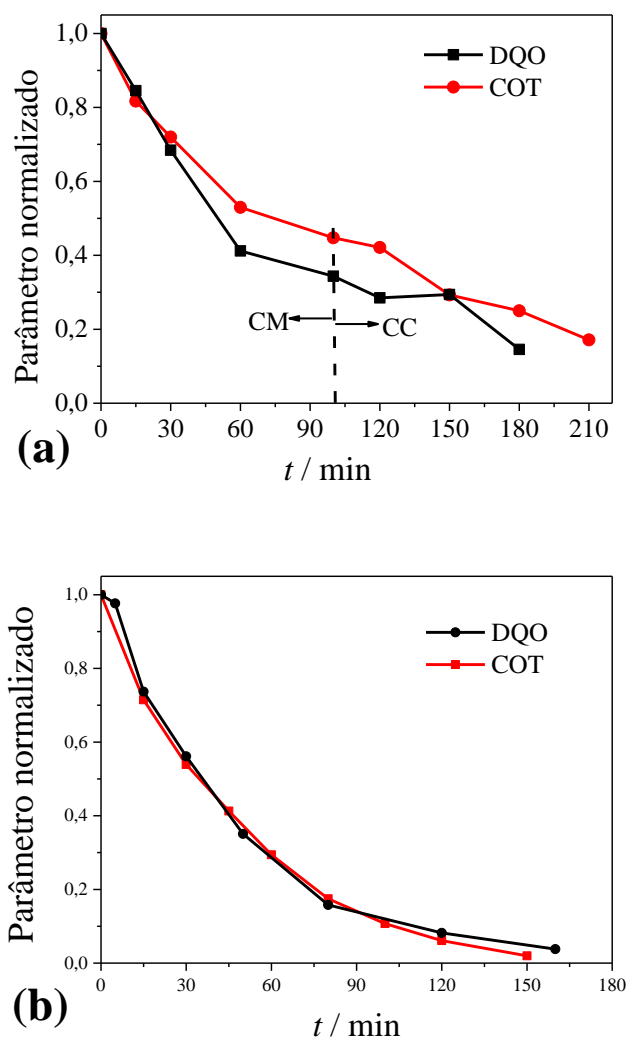 1,0
0,8
0,6
0,4
0,2
0,0
Parâmetro normalizado
DQO
COT
CM
CC
0 30 60 90 120 150 180 210
(a)
t / min
1,0
0,8
0,6
0,4
0,2
0,0
Parâmetro normalizado
DQO
COT
0 30 60 90 120 150 180
(b)
t / min